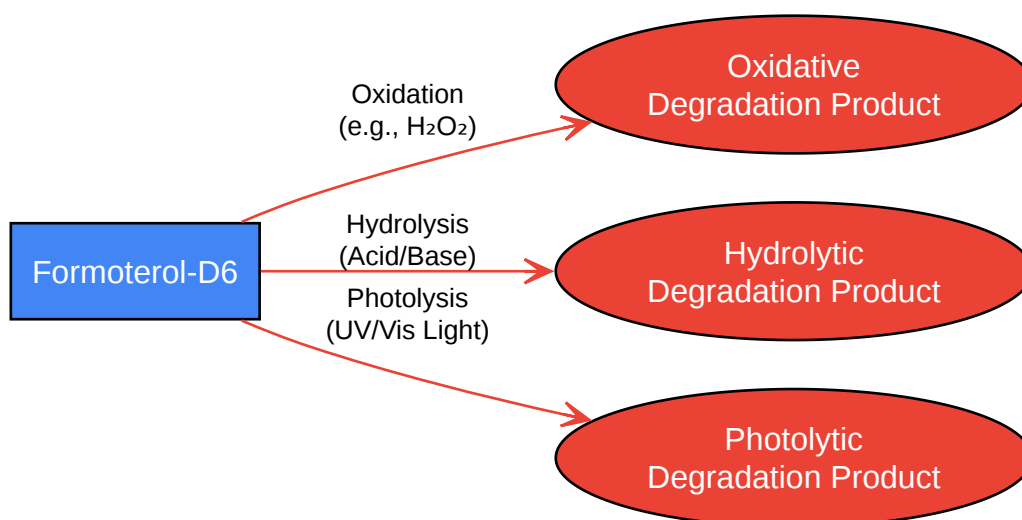 Oxidative
Degradation Product
Oxidation
(e.g., H₂O₂)
Formoterol-D6
Hydrolysis
(Acid/Base)
Hydrolytic
Degradation Product
Photolysis
(UV/Vis Light)
Photolytic
Degradation Product